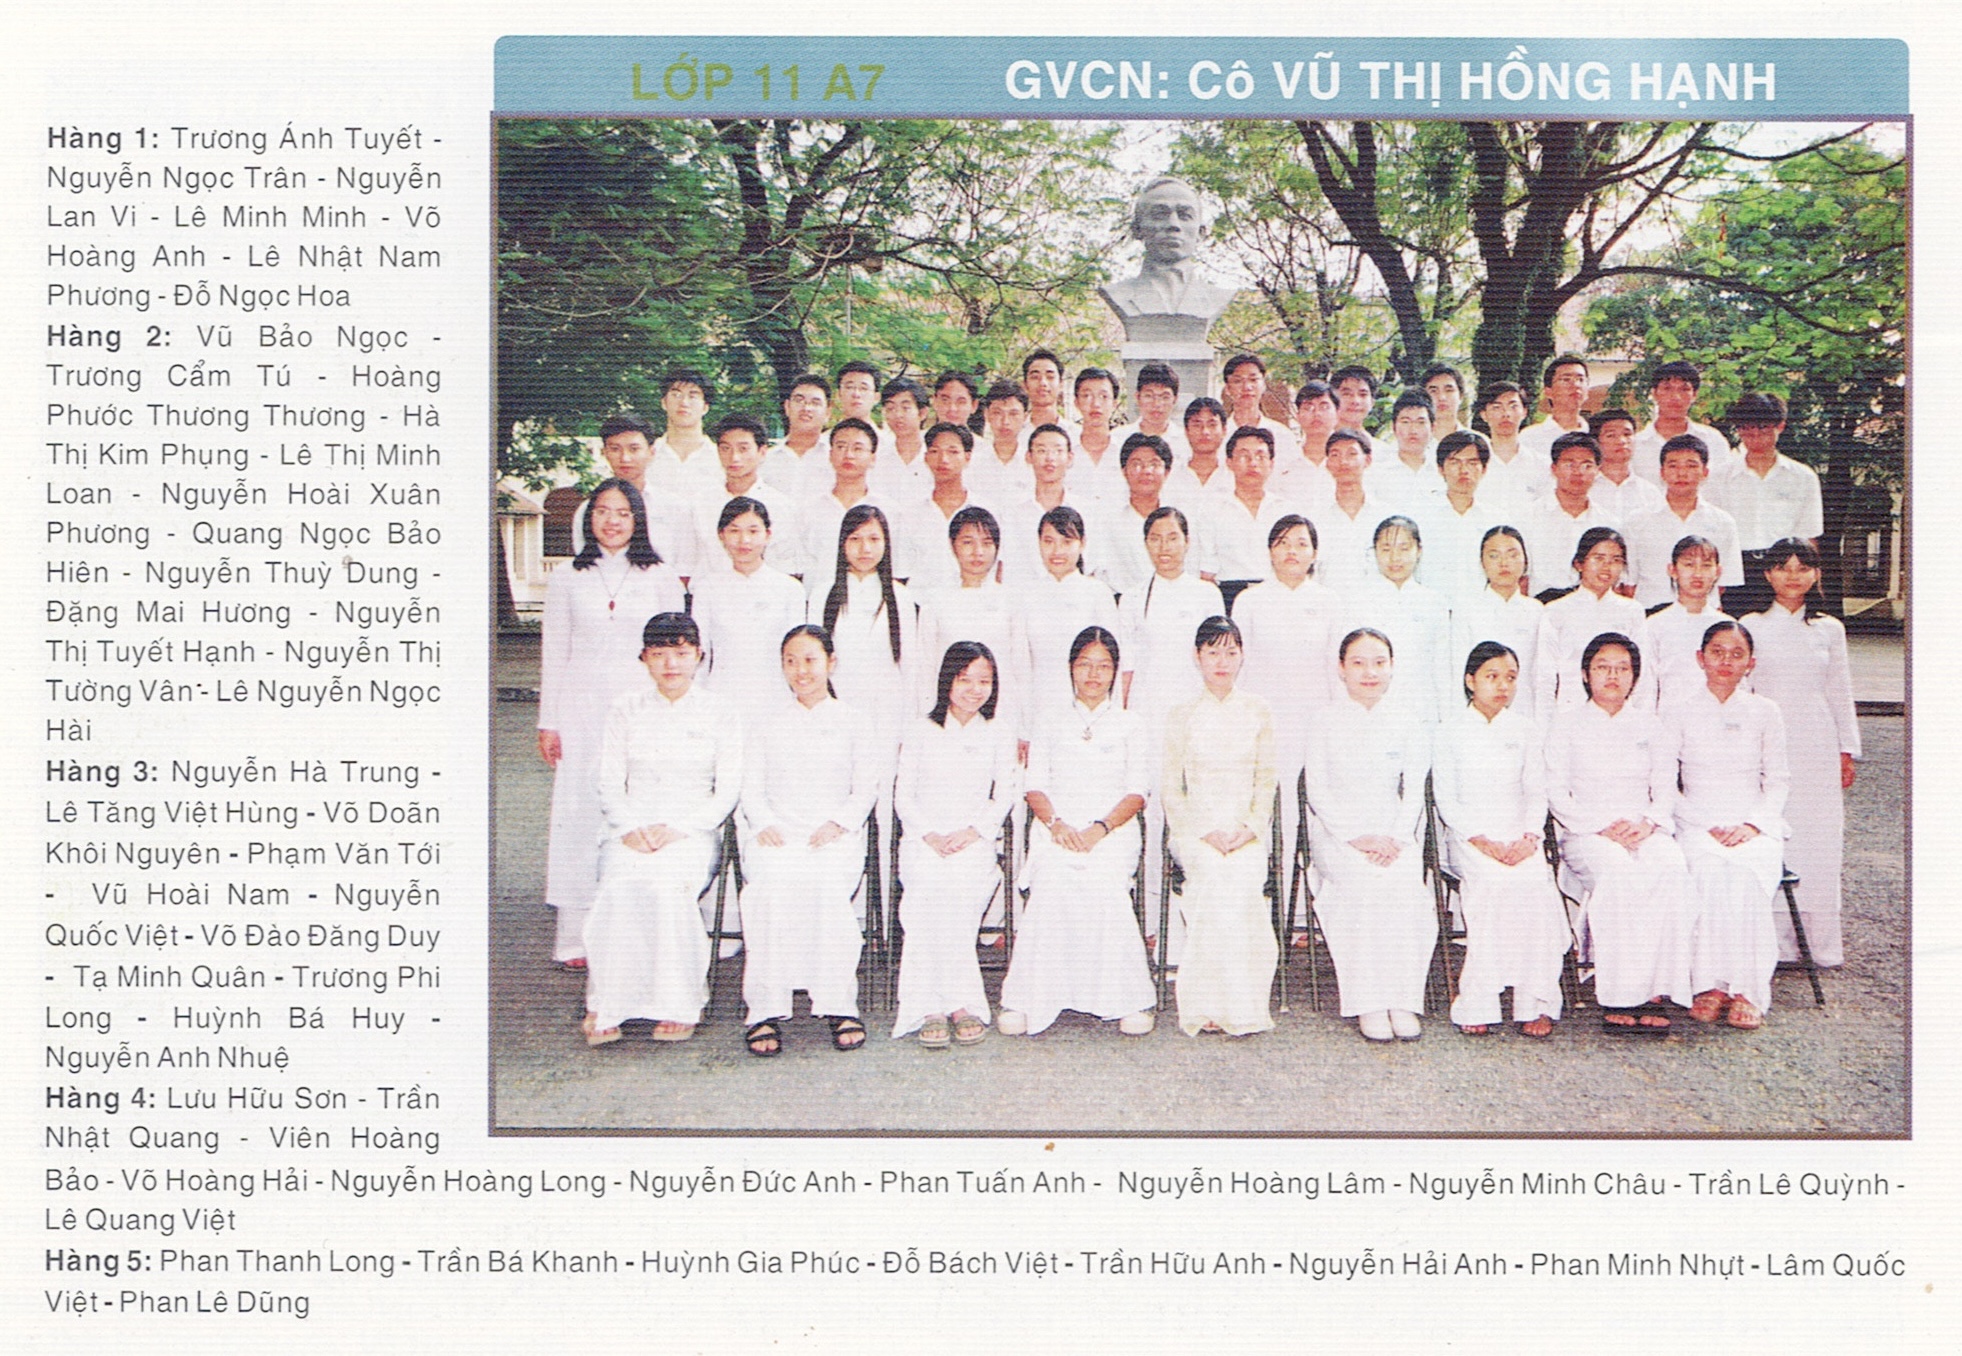 LỚP 11 A7 GVCN: Cô VŨ THỊ HỒNG HẠNH
Hàng 1: Trương Ánh Tuyết -
Nguyễn Ngọc Trân - Nguyễn
Lan Vi - Lê Minh Minh - Võ
Hoàng Anh - Lê Nhật Nam
Phương - Đỗ Ngọc Hoa
Hàng 2: Vũ Bảo Ngọc -
Trương Cẩm Tú - Hoàng
Phước Thương Thương - Hà
Thị Kim Phụng - Lê Thị Minh
Loan - Nguyễn Hoài Xuân
Phương - Quang Ngọc Bảo
Hiên - Nguyễn Thuỳ Dung -
Đặng Mai Hương - Nguyễn
Thị Tuyết Hạnh - Nguyễn Thị
Tường Vân - Lê Nguyễn Ngọc
Hài
Hàng 3: Nguyễn Hà Trung -
Lê Tăng Việt Hùng - Võ Doãn
Khôi Nguyên - Phạm Văn Tới
- Vũ Hoài Nam - Nguyễn
Quốc Việt - Võ Đào Đăng Duy
- Tạ Minh Quân - Trương Phi
Long - Huỳnh Bá Huy -
Nguyễn Anh Nhuệ
Hàng 4: Lưu Hữu Sơn - Trần
Nhật Quang - Viên Hoàng
Bảo - Võ Hoàng Hải - Nguyễn Hoàng Long - Nguyễn Đức Anh - Phan Tuấn Anh - Nguyễn Hoàng Lâm - Nguyễn Minh Châu - Trần Lê Quỳnh -
Lê Quang Việt
Hàng 5: Phan Thanh Long - Trần Bá Khanh - Huỳnh Gia Phúc - Đỗ Bách Việt - Trần Hữu Anh - Nguyễn Hải Anh - Phan Minh Nhựt - Lâm Quốc
Việt - Phan Lê Dũng